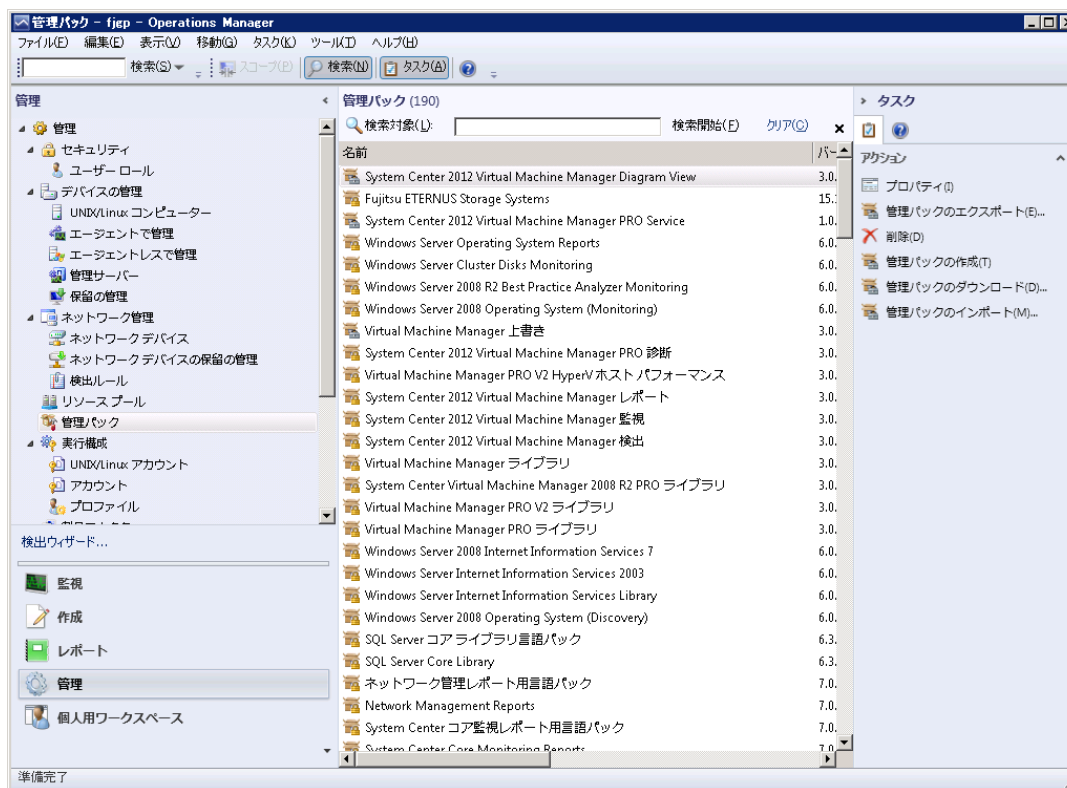 管理パック - fjgp - Operations Manager
ファイル(F) 編集(E) 表示(V) 移動(G) タスク(K) ツール(T) ヘルプ(H)
検索(S) スコープ(P) 検索(N) タスク(A)
管理
管理
セキュリティ
ユーザー ロール
デバイスの管理
UNIX/Linux コンピューター
エージェントで管理
エージェントレスで管理
管理サーバー
保留の管理
ネットワーク管理
ネットワーク デバイス
ネットワーク デバイスの保留の管理
検出ルール
リソース プール
管理パック
実行構成
UNIX/Linux アカウント
アカウント
プロファイル
検出ウィザード...
監視
作成
レポート
管理
個人用ワークスペース
準備完了
管理パック (190)
検索対象(L): 検索開始(F) クリア(C)
名前 バー
System Center 2012 Virtual Machine Manager Diagram View 3.0.
Fujitsu ETERNUS Storage Systems 15.
System Center 2012 Virtual Machine Manager PRO Service 1.0.
Windows Server Operating System Reports 6.0.
Windows Server Cluster Disks Monitoring 6.0.
Windows Server 2008 R2 Best Practice Analyzer Monitoring 6.0.
Windows Server 2008 Operating System (Monitoring) 6.0.
Virtual Machine Manager 上書き 3.0.
System Center 2012 Virtual Machine Manager PRO 診断 3.0.
Virtual Machine Manager PRO V2 HyperV ホスト パフォーマンス 3.0.
System Center 2012 Virtual Machine Manager レポート 3.0.
System Center 2012 Virtual Machine Manager 監視 3.0.
System Center 2012 Virtual Machine Manager 検出 3.0.
Virtual Machine Manager ライブラリ 3.0.
System Center Virtual Machine Manager 2008 R2 PRO ライブラリ 3.0.
Virtual Machine Manager PRO V2 ライブラリ 3.0.
Virtual Machine Manager PRO ライブラリ 3.0.
Windows Server 2008 Internet Information Services 7 6.0.
Windows Server Internet Information Services 2003 6.0.
Windows Server Internet Information Services Library 6.0.
Windows Server 2008 Operating System (Discovery) 6.0.
SQL Server コア ライブラリ言語パック 6.3.
SQL Server Core Library 6.3.
ネットワーク管理レポート用言語パック 7.0.
Network Management Reports 7.0.
System Center コア監視レポート用言語パック 7.0.
System Center Core Monitoring Reports 7.0
タスク
アクション
プロパティ(I)
管理パックのエクスポート(E)...
削除(D)
管理パックの作成(T)
管理パックのダウンロード(D)...
管理パックのインポート(M)...